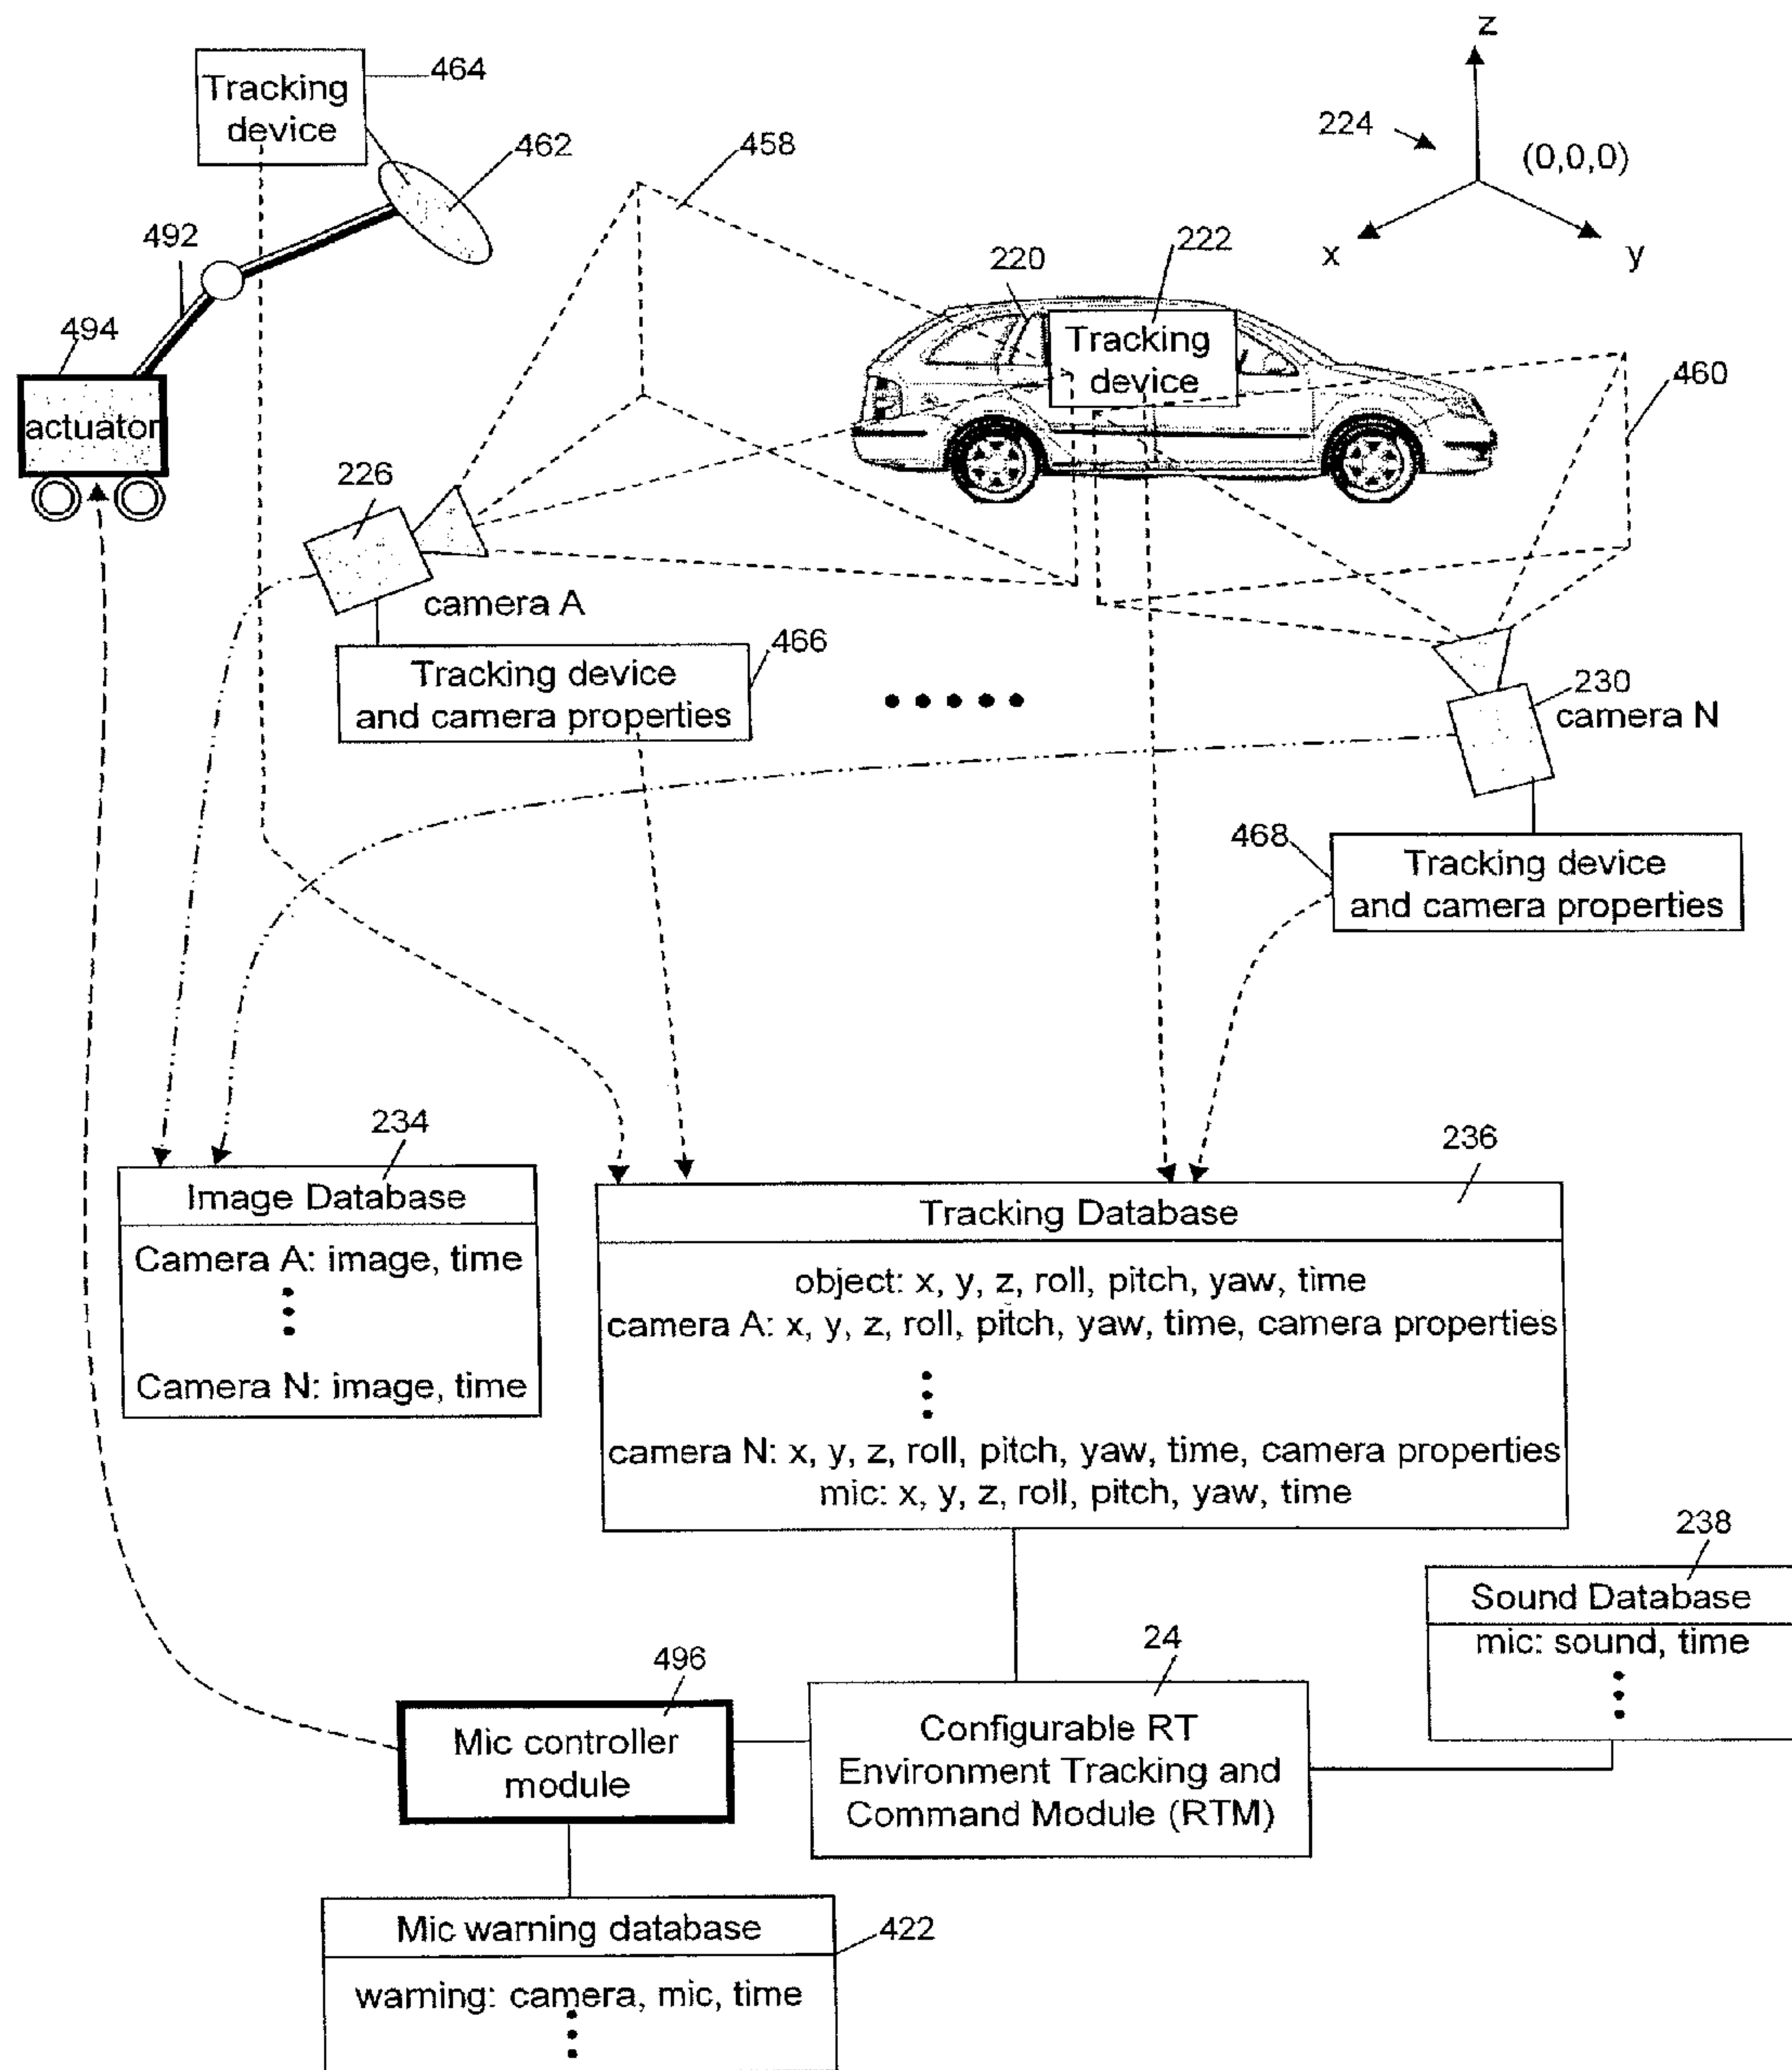 z
464
Tracking
device
462
458
224
(0,0,0)
x
y
492
220
222
Tracking
device
494
actuator
460
226
camera A
466
Tracking device
and camera properties
230
camera N
468
Tracking device
and camera properties
234
Image Database
Camera A: image, time
Camera N: image, time
236
Tracking Database
object: x, y, z, roll, pitch, yaw, time
camera A: x, y, z, roll, pitch, yaw, time, camera properties
camera N: x, y, z, roll, pitch, yaw, time, camera properties
mic: x, y, z, roll, pitch, yaw, time
238
Sound Database
mic: sound, time
496
Mic controller
module
24
Configurable RT
Environment Tracking and
Command Module (RTM)
Mic warning database
422
warning: camera, mic, time